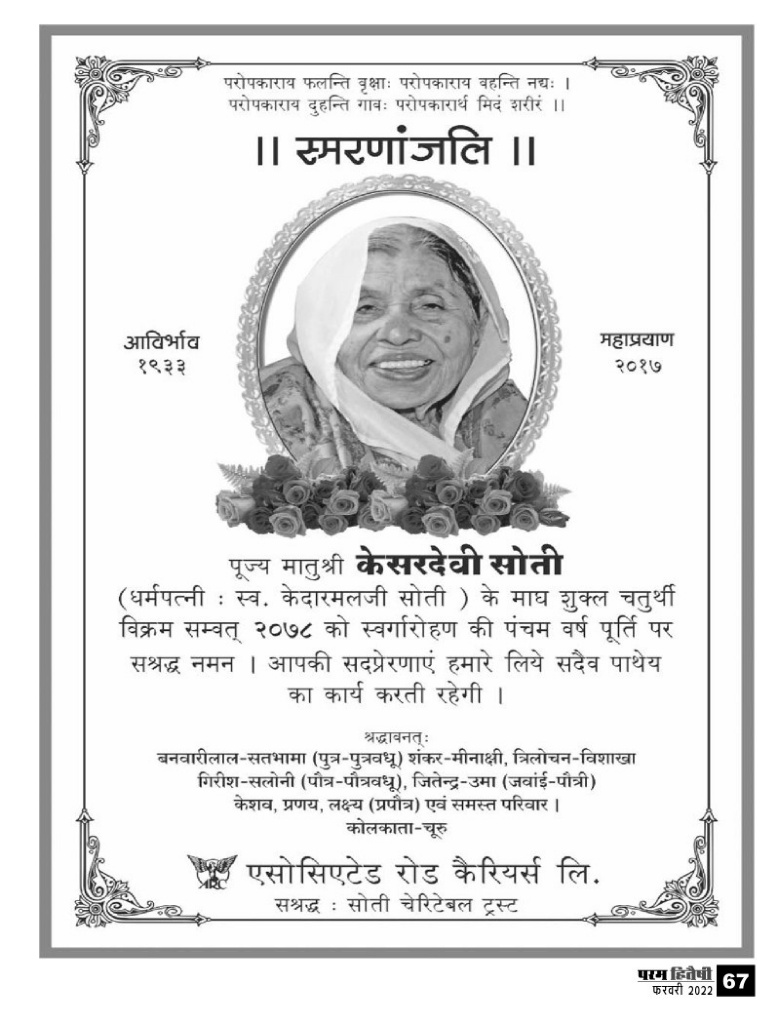 परोपकाराय फलन्ति वृक्षाः परोपकाराय वहन्ति नद्यः ।
परोपकाराय दुहन्ति गावः परोपकारार्थ मिदं शरीरं ।।
।। स्मरणांजलि ।।
आविर्भाव
१९३३
महाप्रयाण
२०१७
पूज्य मातुश्री केसरदेवी सोती
(धर्मपत्नी : स्व. केदारमलजी सोती ) के माघ शुक्ल चतुर्थी
विक्रम सम्वत् २०७८ को स्वर्गारोहण की पंचम वर्ष पूर्ति पर
सश्रद्ध नमन । आपकी सदप्रेरणाएं हमारे लिये सदैव पाथेय
का कार्य करती रहेगी ।
श्रद्धावनत्ः
बनवारीलाल-सतभामा (पुत्र-पुत्रवधू) शंकर-मीनाक्षी, त्रिलोचन-विशाखा
गिरीश-सलोनी (पौत्र-पौत्रवधू), जितेन्द्र-उमा (जवांई-पौत्री)
केशव, प्रणय, लक्ष्य (प्रपौत्र) एवं समस्त परिवार ।
कोलकाता-चूरु
ARC एसोसिएटेड रोड कैरियर्स लि.
सश्रद्ध : सोती चेरिटेबल ट्रस्ट
परम हितैषी
फरवरी 2022 67